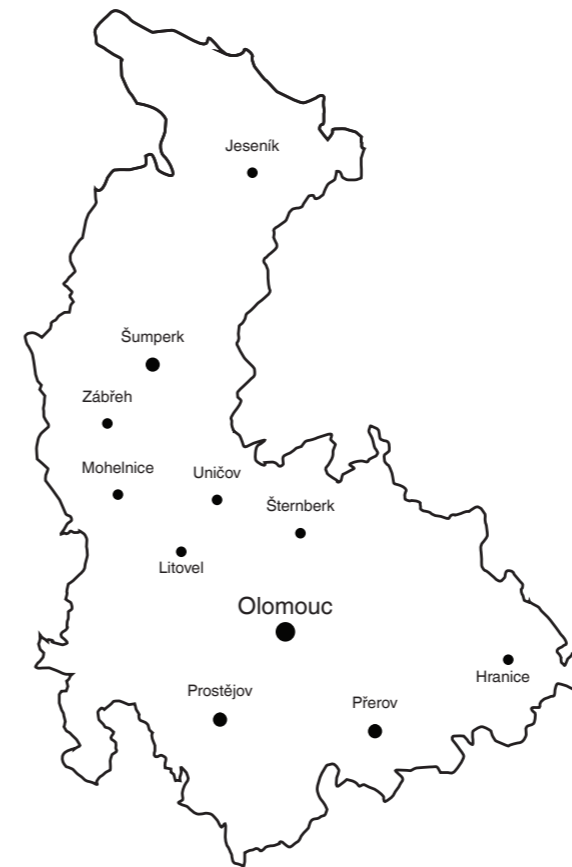 Jeseník
Šumperk
Zábřeh
Mohelnice
Uničov
Šternberk
Litovel
Olomouc
Hranice
Prostějov
Přerov